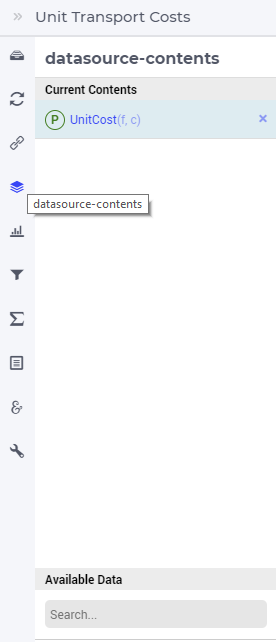 Unit Transport Costs
datasource-contents
Current Contents
P UnitCost(f, c)
datasource-contents
Available Data
Search...